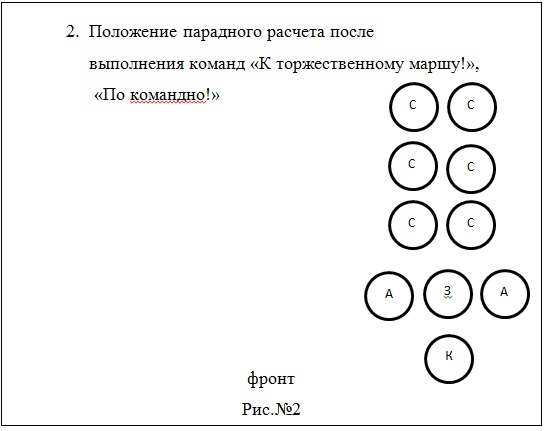 2. Положение парадного расчета после
выполнения команд «К торжественному маршу!»,
«По командно!»
С С
С С
С С
А З А
К
фронт
Рис.№2